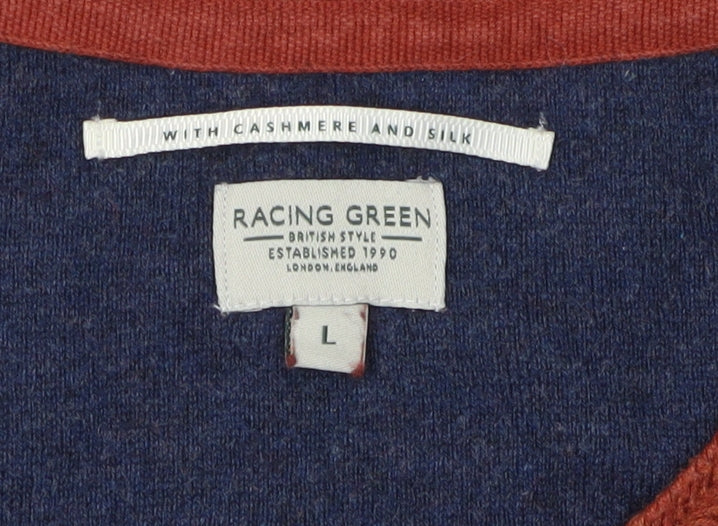 WITH CASHMERE AND SILK
RACING GREEN
BRITISH STYLE
ESTABLISHED 1990
LONDON, ENGLAND
L